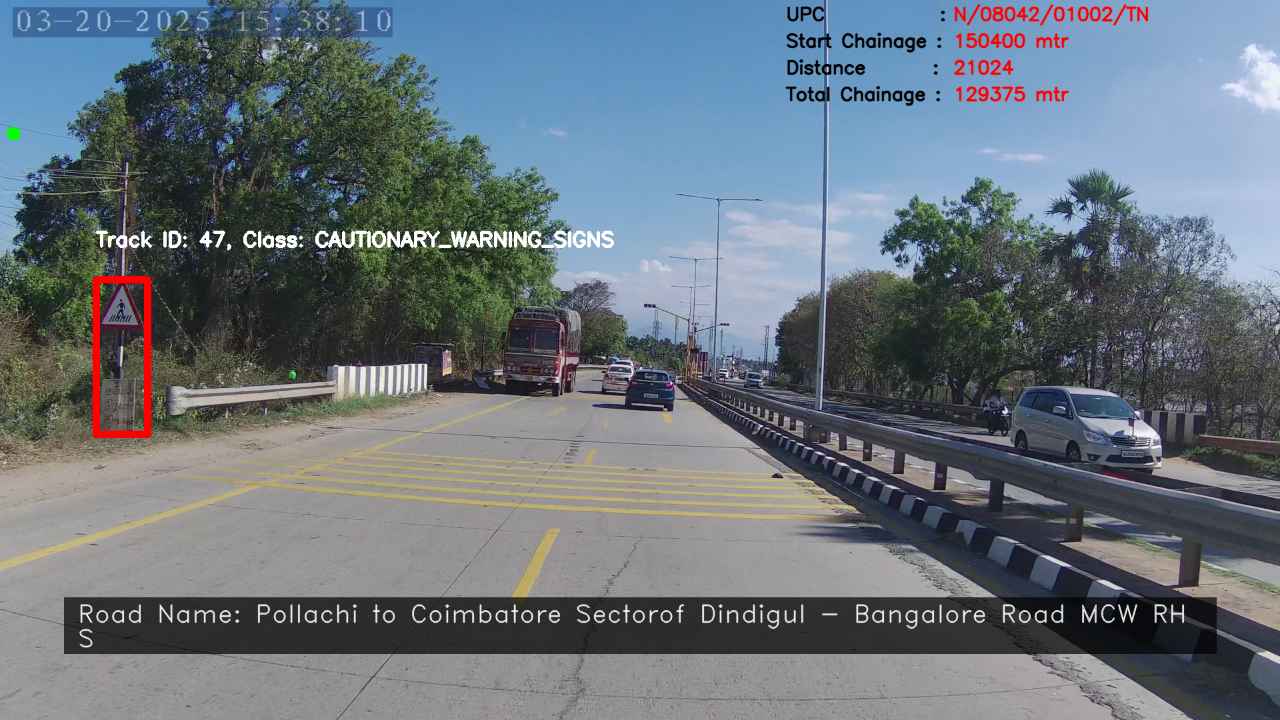 03-20-2025 15:38:10
UPC : N/08042/01002/TN
Start Chainage : 150400 mtr
Distance : 21024
Total Chainage : 129375 mtr
Track ID: 47, Class: CAUTIONARY_WARNING_SIGNS
Road Name: Pollachi to Coimbatore Sectorof Dindigul - Bangalore Road MCW RH
S